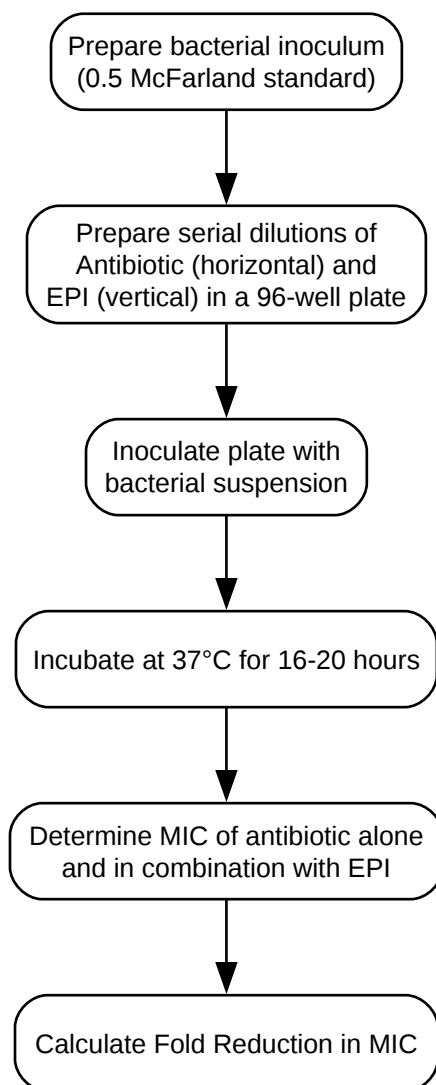 Prepare bacterial inoculum
(0.5 McFarland standard)
Prepare serial dilutions of
Antibiotic (horizontal) and
EPI (vertical) in a 96-well plate
Inoculate plate with
bacterial suspension
Incubate at 37°C for 16-20 hours
Determine MIC of antibiotic alone
and in combination with EPI
Calculate Fold Reduction in MIC